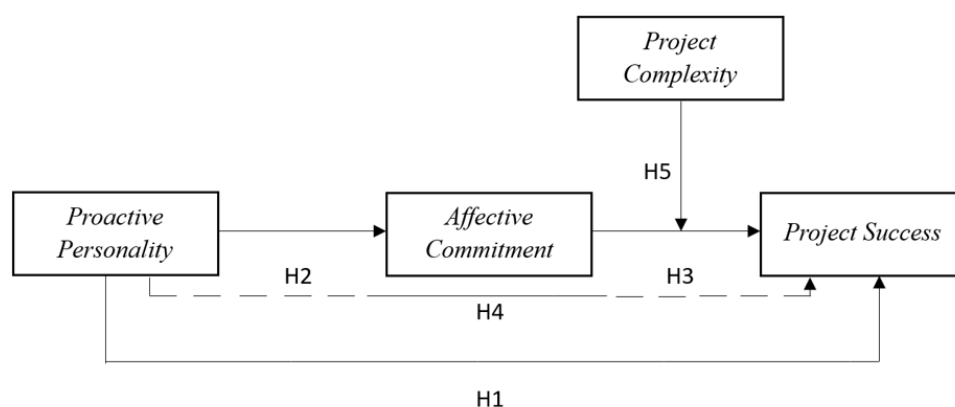 Project
Complexity
H5
Proactive
Personality
Affective
Commitment
Project Success
H2
H3
H4
H1